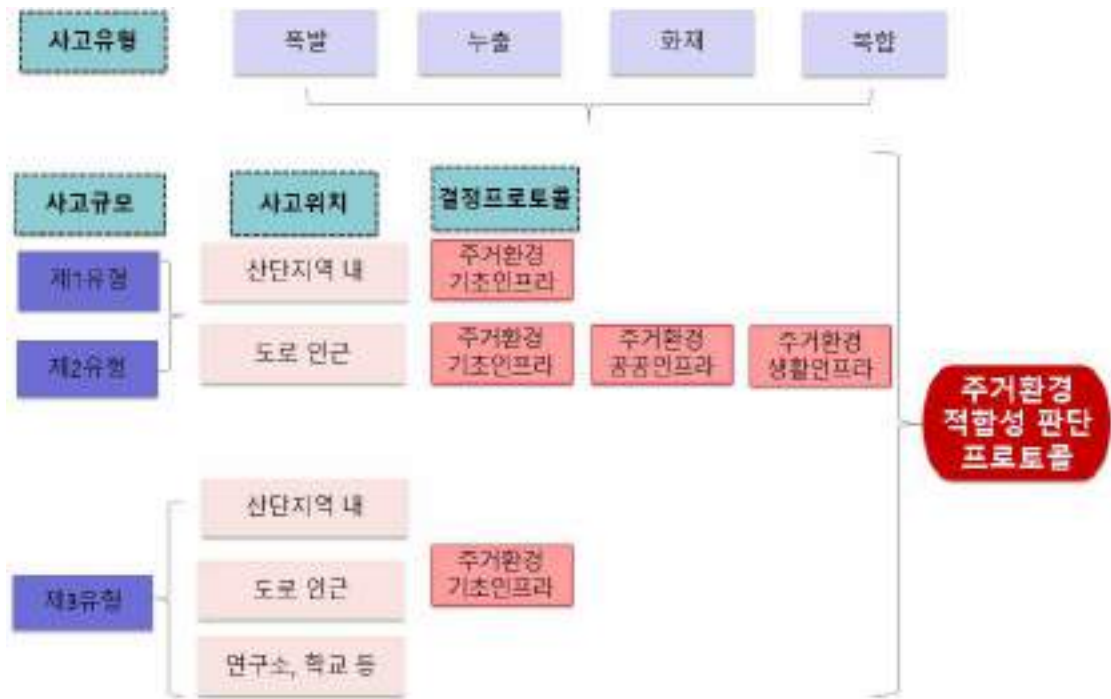 사고유형
폭발
누출
화재
복합
사고규모
사고위치
결정프로토콜
제1유형
산단지역 내
주거환경
기초인프라
제2유형
도로 인근
주거환경
기초인프라
주거환경
공공인프라
주거환경
생활인프라
주거환경
적합성 판단
프로토콜
제3유형
산단지역 내
도로 인근
연구소, 학교 등
주거환경
기초인프라